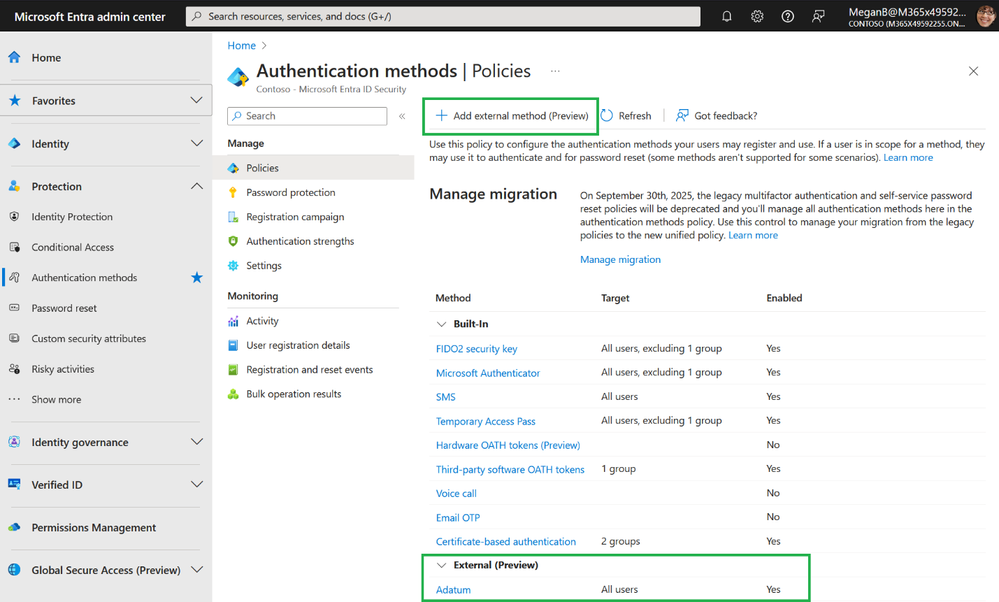 Microsoft Entra admin center
Search resources, services, and docs (G+/)
MeganB@M365x49592...
CONTOSO (M365X49592255.ON...
Home
Favorites
Identity
Protection
Identity Protection
Conditional Access
Authentication methods
Password reset
Custom security attributes
Risky activities
Show more
Identity governance
Verified ID
Permissions Management
Global Secure Access (Preview)
Home
Authentication methods | Policies
Contoso - Microsoft Entra ID Security
Search
Manage
Policies
Password protection
Registration campaign
Authentication strengths
Settings
Monitoring
Activity
User registration details
Registration and reset events
Bulk operation results
Add external method (Preview)
Refresh
Got feedback?
Use this policy to configure the authentication methods your users may register and use. If a user is in scope for a method, they
may use it to authenticate and for password reset (some methods aren't supported for some scenarios). Learn more
Manage migration
On September 30th, 2025, the legacy multifactor authentication and self-service password
reset policies will be deprecated and you'll manage all authentication methods here in the
authentication methods policy. Use this control to manage your migration from the legacy
policies to the new unified policy. Learn more
Manage migration
Method Target Enabled
Built-In
FIDO2 security key All users, excluding 1 group Yes
Microsoft Authenticator All users, excluding 1 group Yes
SMS All users Yes
Temporary Access Pass All users, excluding 1 group Yes
Hardware OATH tokens (Preview) No
Third-party software OATH tokens 1 group Yes
Voice call No
Email OTP No
Certificate-based authentication 2 groups Yes
External (Preview)
Adatum All users Yes